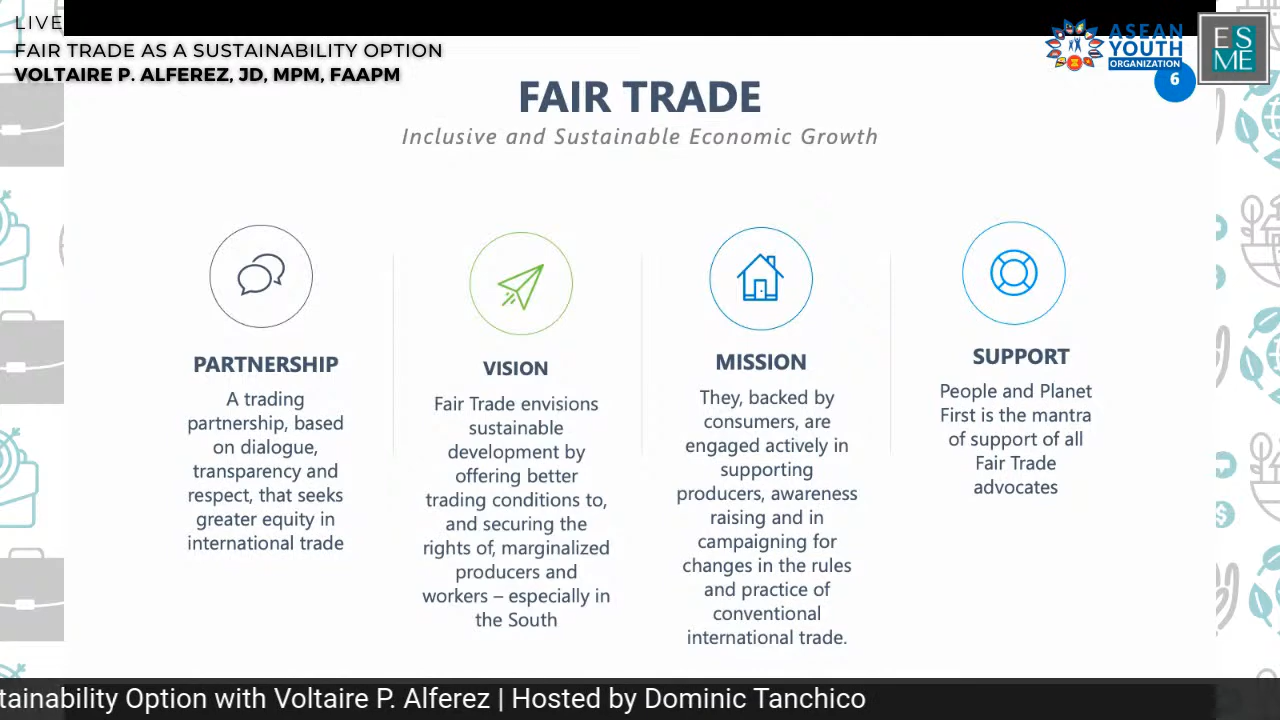 LIVE
FAIR TRADE AS A SUSTAINABILITY OPTION
VOLTAIRE P. ALFEREZ, JD, MPM, FAAPM
ASEAN
YOUTH
ORGANIZATION
ES
ME
6
FAIR TRADE
Inclusive and Sustainable Economic Growth
PARTNERSHIP
A trading
partnership, based
on dialogue,
transparency and
respect, that seeks
greater equity in
international trade
VISION
Fair Trade envisions
sustainable
development by
offering better
trading conditions to,
and securing the
rights of, marginalized
producers and
workers – especially in
the South
MISSION
They, backed by
consumers, are
engaged actively in
supporting
producers, awareness
raising and in
campaigning for
changes in the rules
and practice of
conventional
international trade.
SUPPORT
People and Planet
First is the mantra
of support of all
Fair Trade
advocates
tainability Option with Voltaire P. Alferez | Hosted by Dominic Tanchico